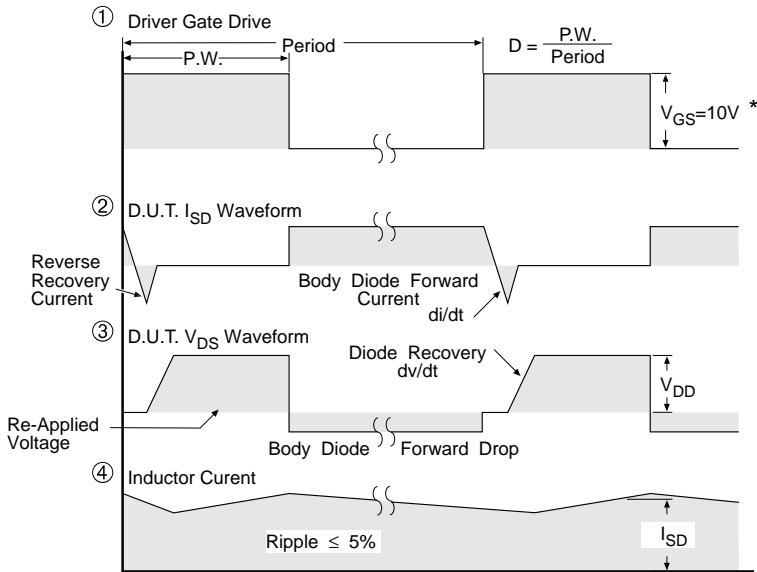 ① Driver Gate Drive
Period
P.W.
D = P.W. / Period
V_GS=10V *
② D.U.T. I_SD Waveform
Reverse
Recovery
Current
Body Diode Forward
Current
di/dt
③ D.U.T. V_DS Waveform
Diode Recovery
dv/dt
V_DD
Re-Applied
Voltage
Body Diode Forward Drop
④ Inductor Curent
Ripple ≤ 5%
I_SD